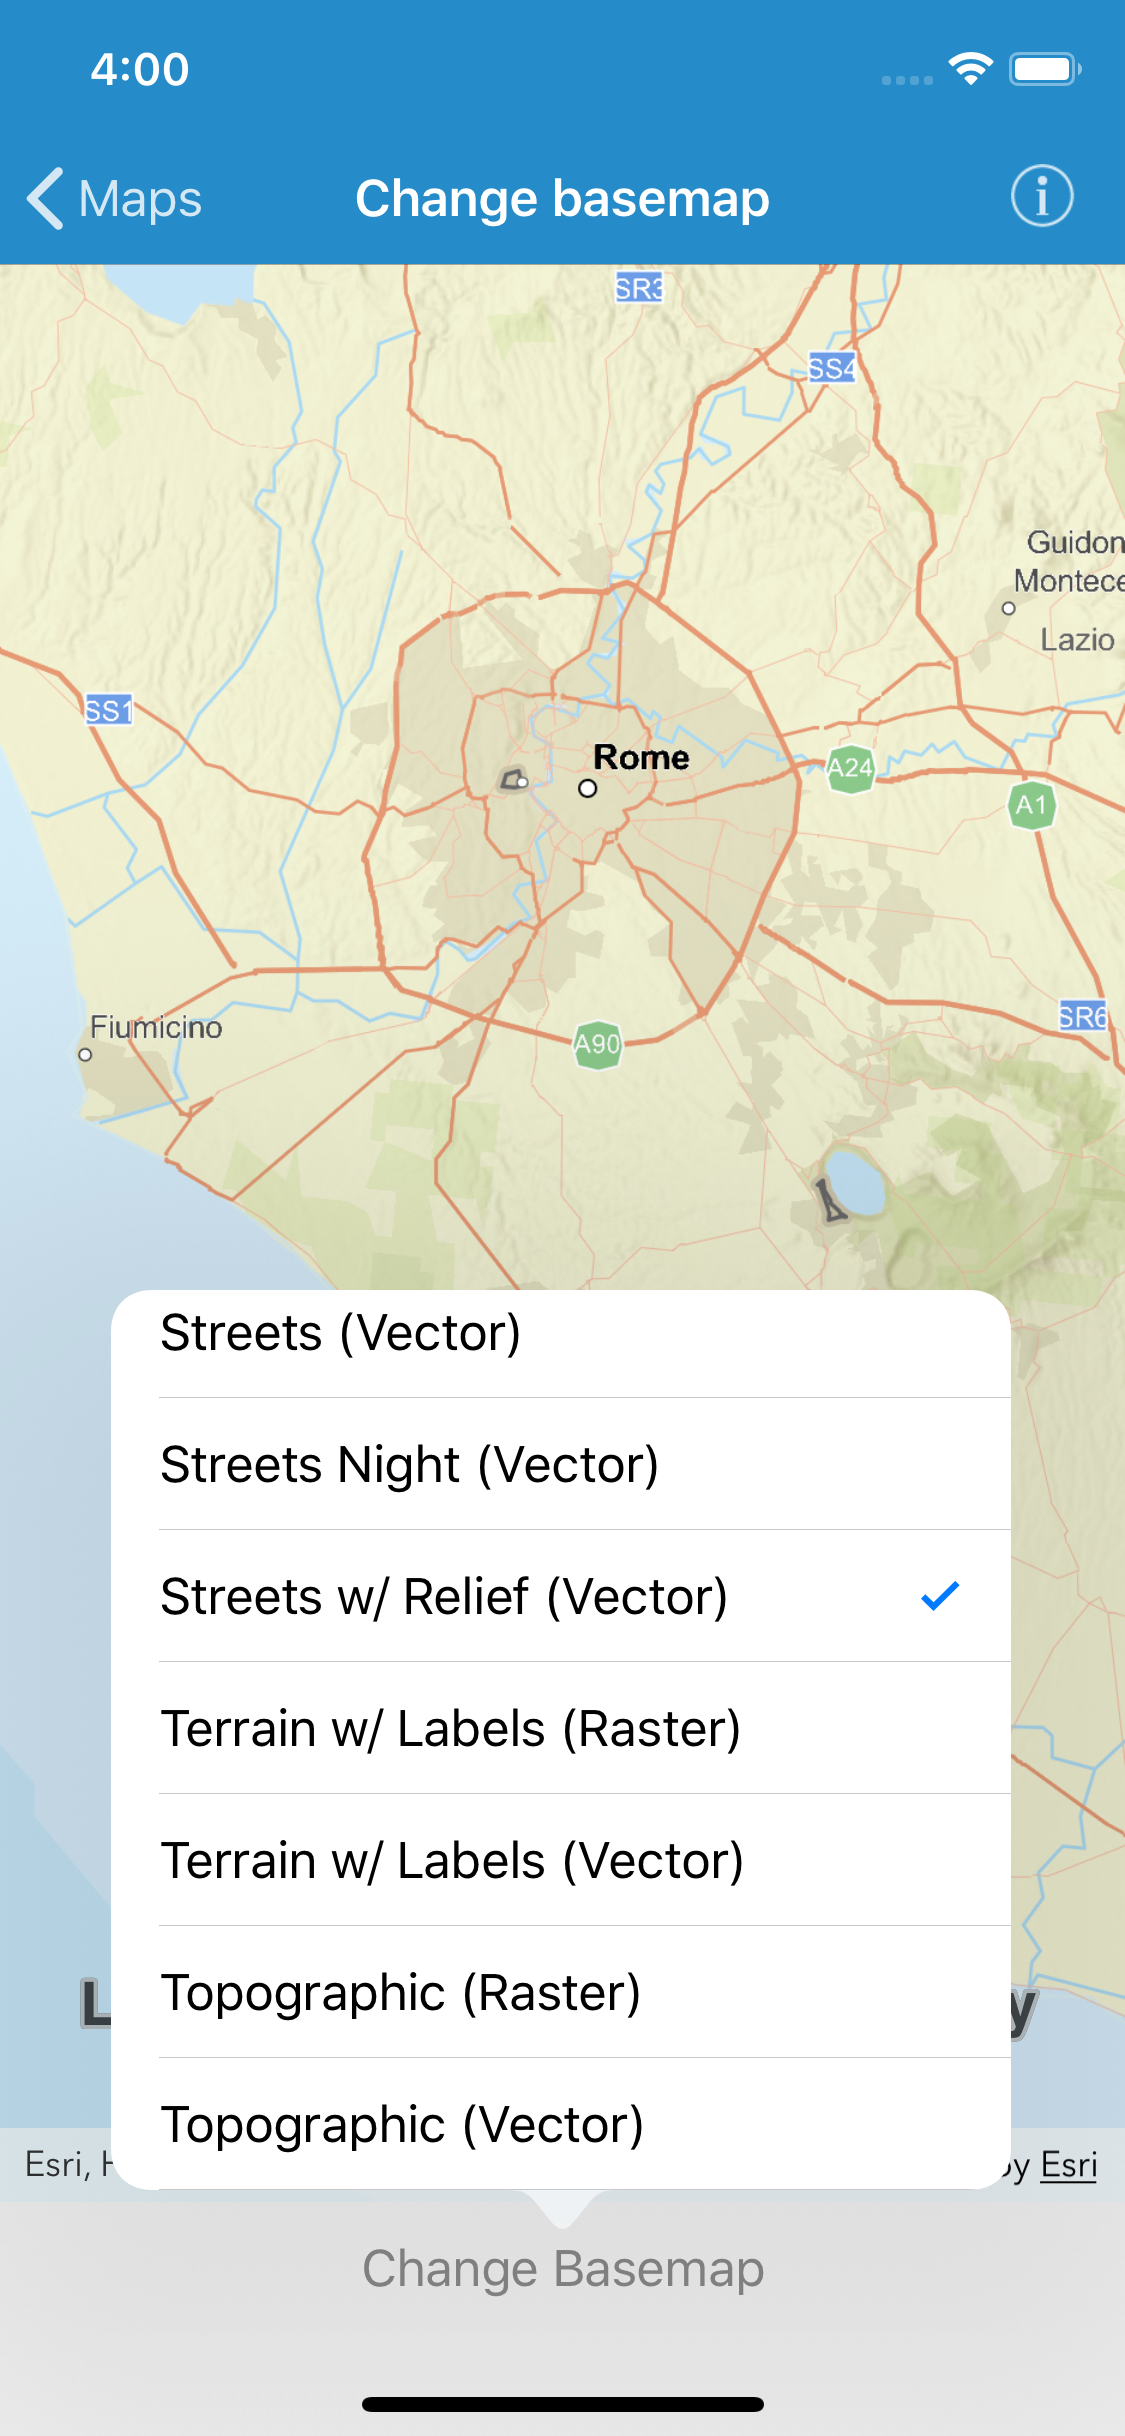 4:00
Maps
Change basemap
SR3
SS4
Guidon
Montece
Lazio
SS1
Rome
A24
A1
Fiumicino
SR6
A90
Streets (Vector)
Streets Night (Vector)
Streets w/ Relief (Vector)
Terrain w/ Labels (Raster)
Terrain w/ Labels (Vector)
L y
Topographic (Raster)
Topographic (Vector)
Esri, H y Esri
Change Basemap